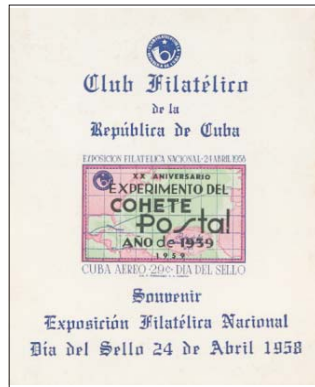 Club Filatélico
de la
República de Cuba
EXPOSICION FILATELICA NACIONAL-24 ABRIL 1958
XX ANIVERSARIO
EXPERIMENTO DEL
COHETE
Postal
AÑO de 1939
1959
CUBA AEREO-29¢ DIA DEL SELLO
Souvenir
Exposición Filatélica Nacional
Día del Sello 24 de Abril 1958